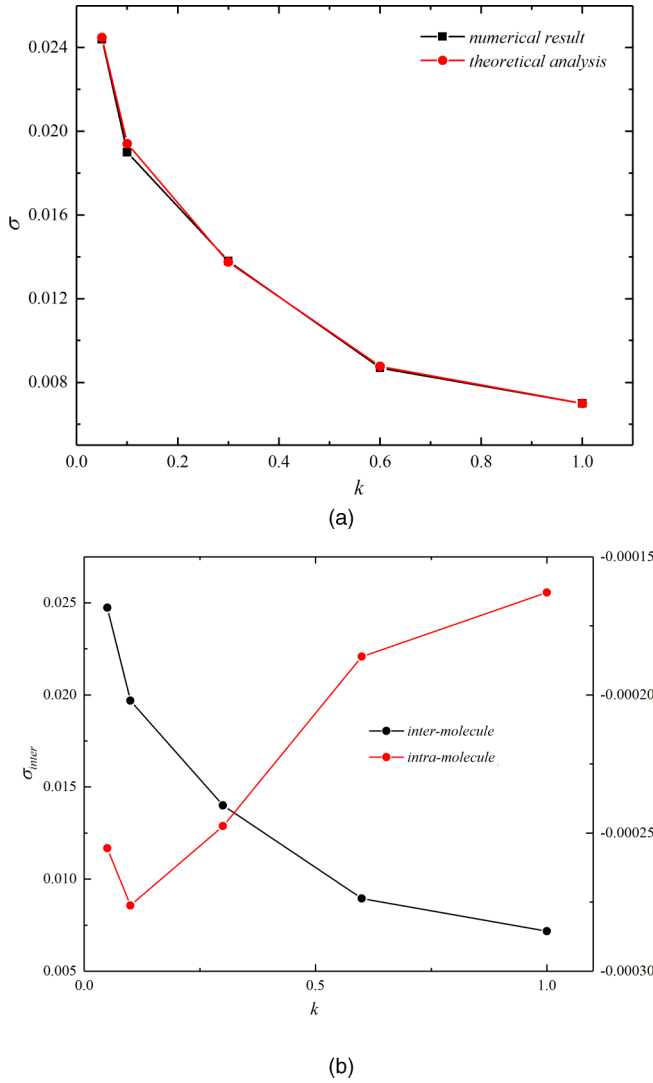 0.024
0.020
0.016
0.012
0.008
σ
numerical result
theoretical analysis
0.0 0.2 0.4 0.6 0.8 1.0
k
(a)
0.025
0.020
0.015
0.010
0.005
σinter
inter-molecule
intra-molecule
-0.00015
-0.00020
-0.00025
-0.00030
0.0 0.5 1.0
k
(b)